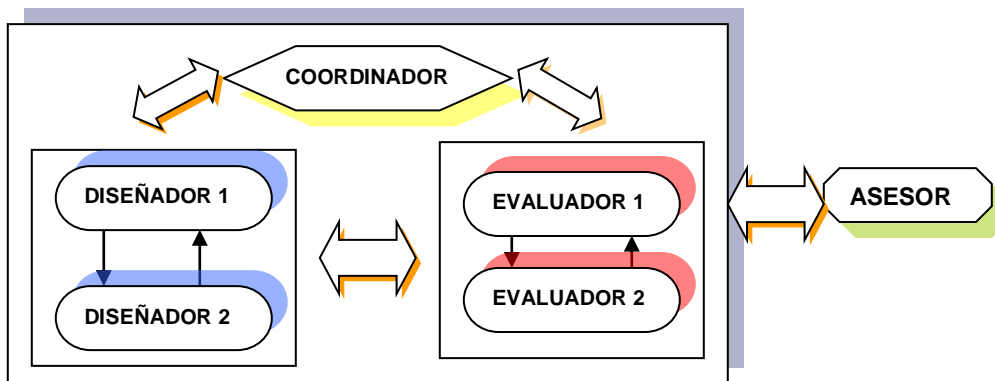 COORDINADOR
DISEÑADOR 1
DISEÑADOR 2
EVALUADOR 1
EVALUADOR 2
ASESOR